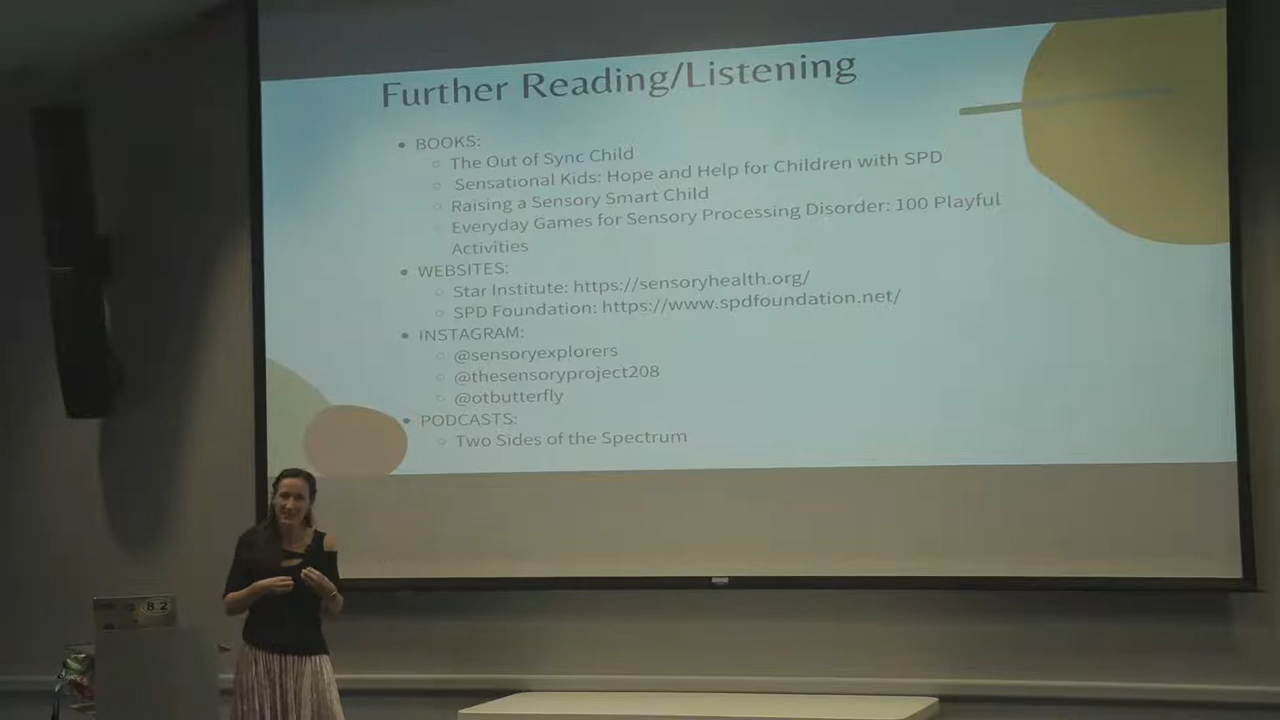 Further Reading/Listening
BOOKS:
The Out of Sync Child
Sensational Kids: Hope and Help for Children with SPD
Raising a Sensory Smart Child
Everyday Games for Sensory Processing Disorder: 100 Playful
Activities
WEBSITES:
Star Institute: https://sensoryhealth.org/
SPD Foundation: https://www.spdfoundation.net/
INSTAGRAM:
@sensoryexplorers
@thesensoryproject208
@otbutterfly
PODCASTS:
Two Sides of the Spectrum
8.2